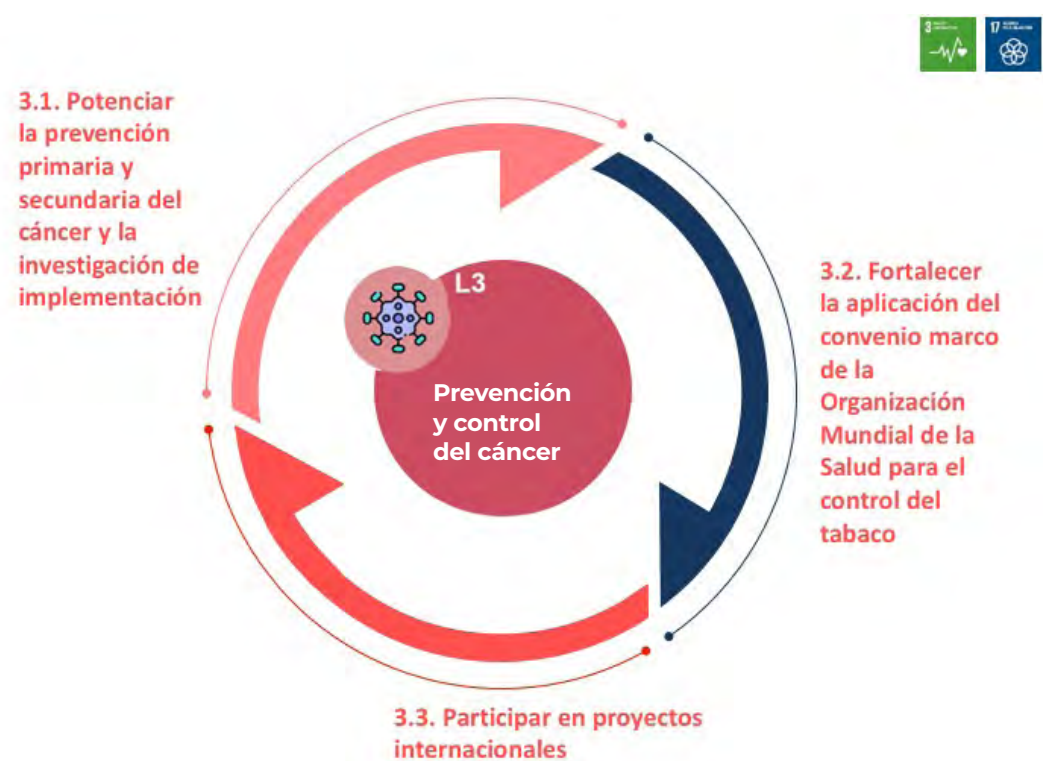 3
17
3.1. Potenciar
la prevención
primaria y
secundaria del
cáncer y la
investigación de
implementación
L3
Prevención
y control
del cáncer
3.2. Fortalecer
la aplicación del
convenio marco
de la
Organización
Mundial de la
Salud para el
control del
tabaco
3.3. Participar en proyectos
internacionales